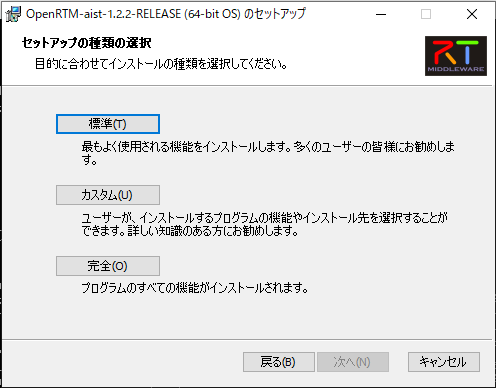 OpenRTM-aist-1.2.2-RELEASE (64-bit OS) のセットアップ
セットアップの種類の選択
目的に合わせてインストールの種類を選択してください。
RT
MIDDLEWARE
標準(T)
最もよく使用される機能をインストールします。多くのユーザーの皆様にお勧めしま
す。
カスタム(U)
ユーザーが、インストールするプログラムの機能やインストール先を選択することが
できます。詳しい知識のある方にお勧めします。
完全(O)
プログラムのすべての機能がインストールされます。
戻る(B)
次へ(N)
キャンセル